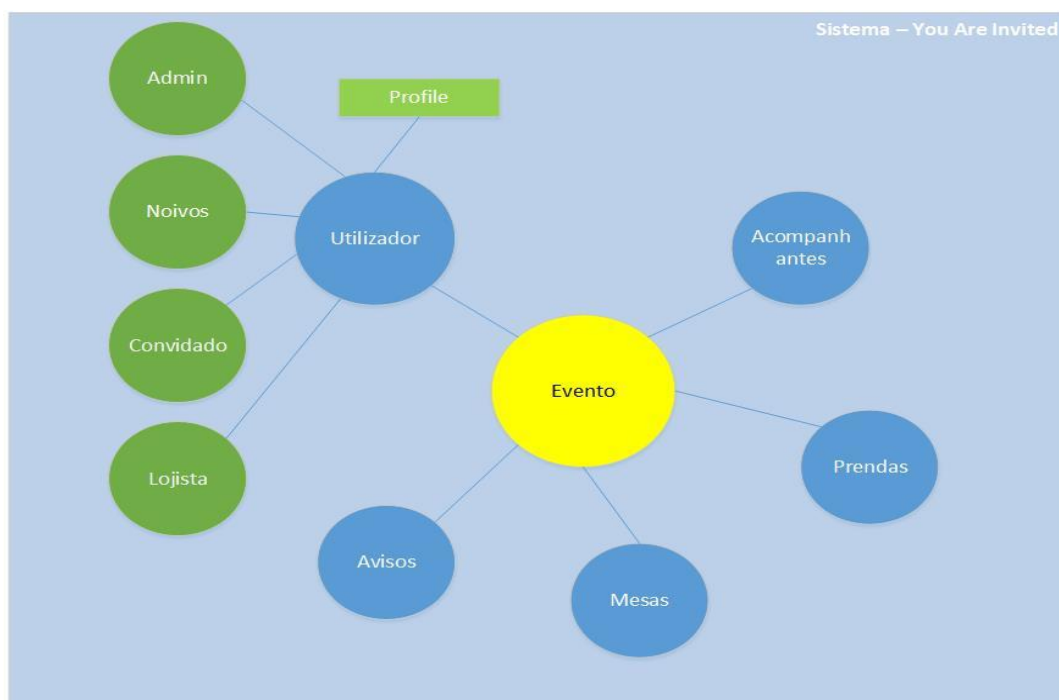 Sistema – You Are Invited
Admin
Profile
Noivos
Utilizador
Acompanh
antes
Convidado
Evento
Lojista
Prendas
Avisos
Mesas